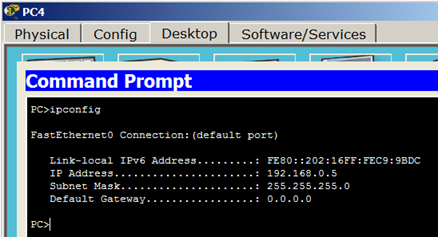 PC4
Physical Config Desktop Software/Services
Command Prompt
PC>ipconfig
FastEthernet0 Connection:(default port)
Link-local IPv6 Address.........: FE80::202:16FF:FEC9:9BDC
IP Address......................: 192.168.0.5
Subnet Mask.....................: 255.255.255.0
Default Gateway.................: 0.0.0.0
PC>